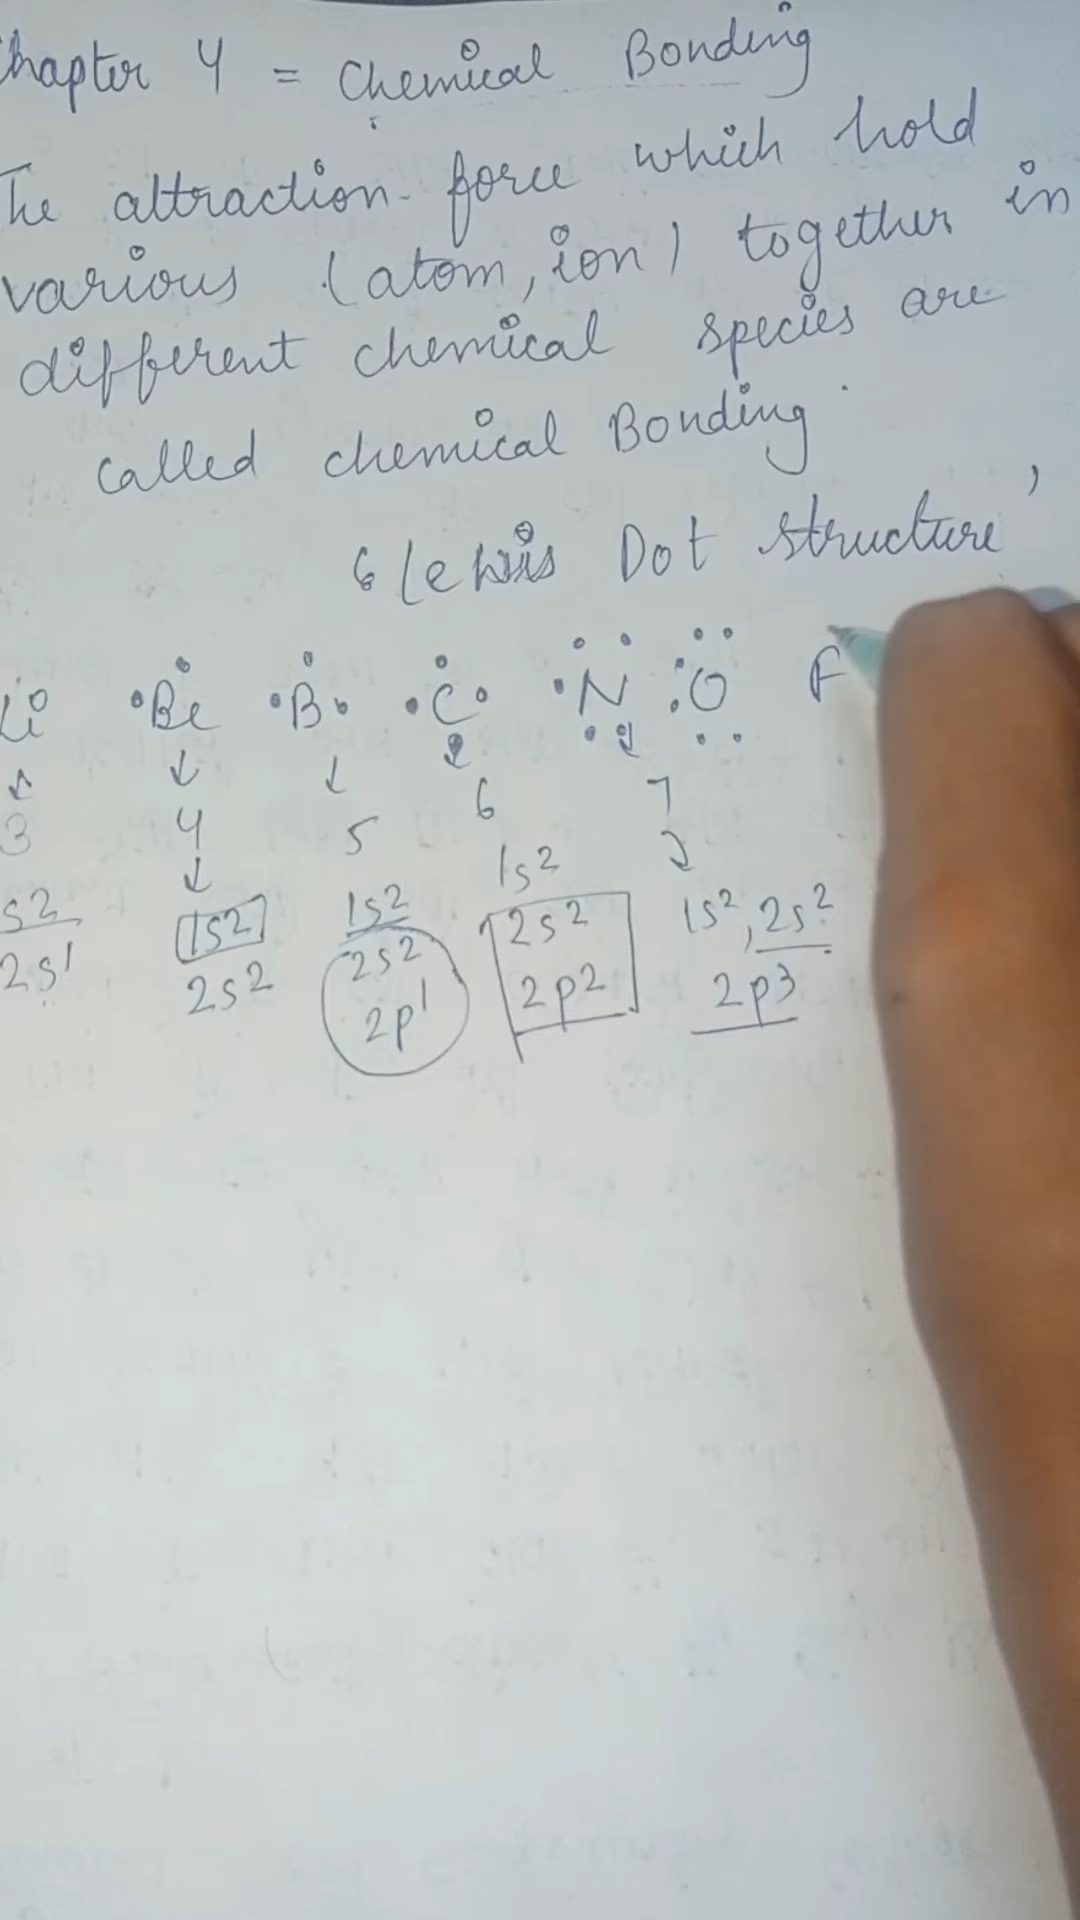 Chapter 4 = Chemical Bonding
The attraction force which hold
various (atom, ion) together in
different chemical species are
called chemical Bonding
‘Lewis Dot structure’
Li Be B C N O F
3 4 5 6 7
1s2
s2 1s2 1s2 2s2 1s2, 2s2
2s1 2s2 2s2 2p2 2p3
2p1